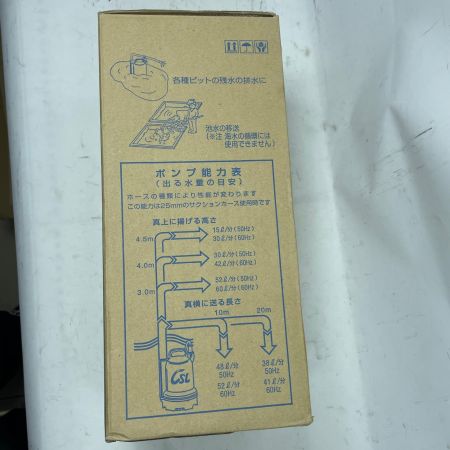 各種ピットの残水の排水に
池水の移送
(※注 海水の循環には
使用できません)
ポンプ能力表
(出る水量の目安)
ホースの種類により性能が変わります
この能力は25mmのサクションホース使用時です
真上に揚げる高さ
4.5m
15ℓ/分(50Hz)
30ℓ/分(60Hz)
4.0m
30ℓ/分(50Hz)
42ℓ/分(60Hz)
3.0m
52ℓ/分(50Hz)
60ℓ/分(60Hz)
真横に送る長さ
10m 20m
48ℓ/分 38ℓ/分
50Hz 50Hz
52ℓ/分 41ℓ/分
60Hz 60Hz
CSL